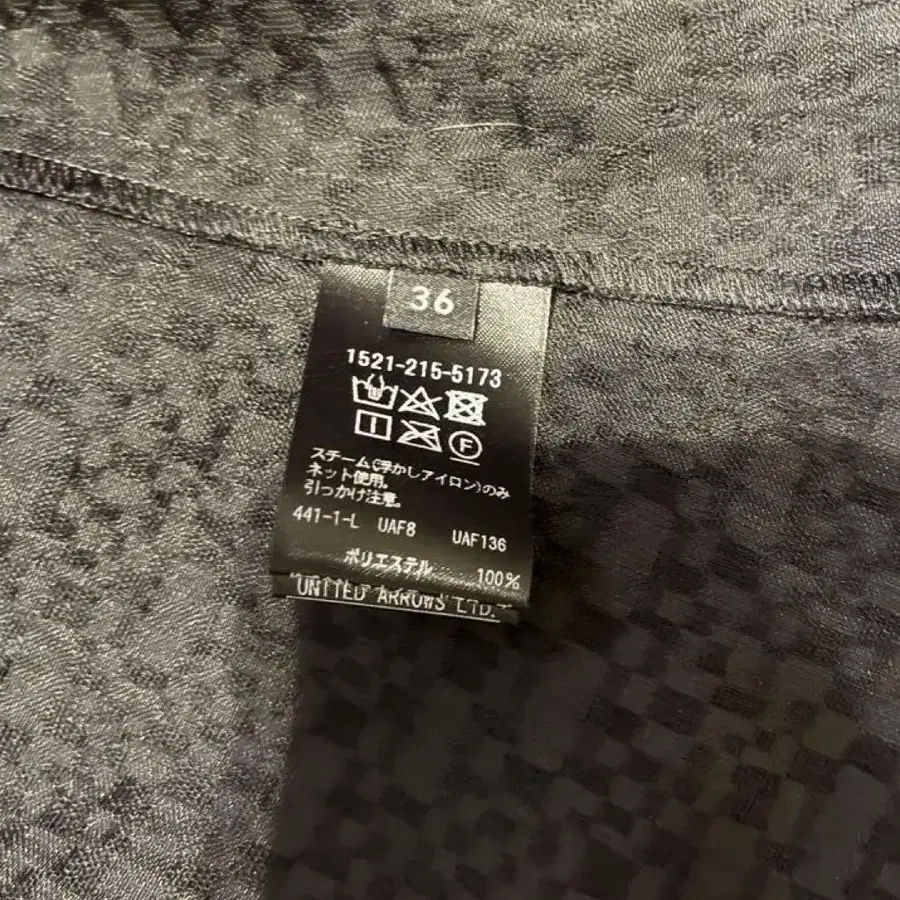 36
1521-215-5173
F
スチーム(浮かしアイロン)のみ
ネット使用。
引っかけ注意。
441-1-L UAF8 UAF136
ポリエステル 100%
UNITED ARROWS LTD.